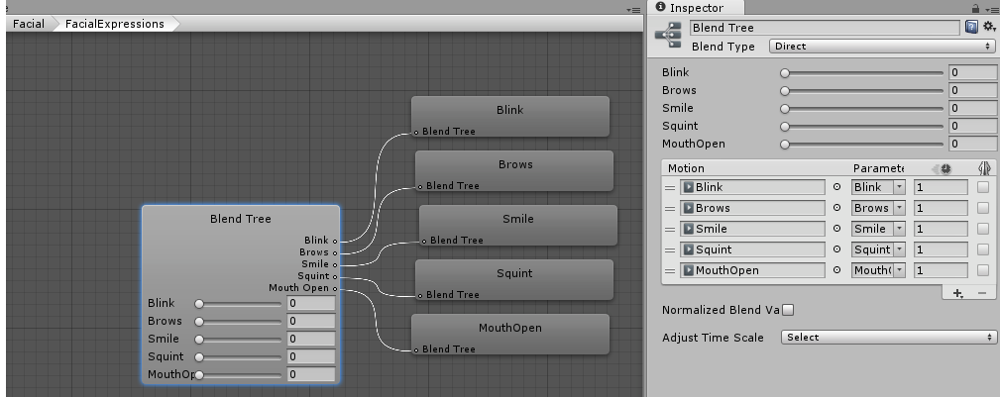 Facial FacialExpressions
Blink
Blend Tree
Brows
Blend Tree
Smile
Blend Tree
Squint
Blend Tree
MouthOpen
Blend Tree
Blend Tree
Blink
Brows
Smile
Squint
Mouth Open
Blink 0
Brows 0
Smile 0
Squint 0
MouthOp 0
Inspector
Blend Tree
Blend Type Direct
Blink 0
Brows 0
Smile 0
Squint 0
MouthOpen 0
Motion Paramete
Blink Blink 1
Brows Brows 1
Smile Smile 1
Squint Squint 1
MouthOpen Mouth( 1
Normalized Blend Va
Adjust Time Scale Select